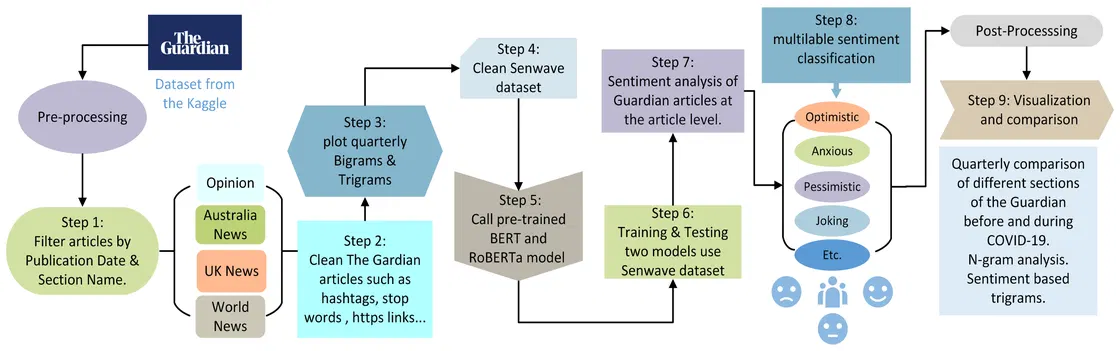 The
Guardian
Dataset from
the Kaggle
Pre-processing
Step 1:
Filter articles by
Publication Date &
Section Name.
Opinion
Australia
News
UK News
World
News
Step 2:
Clean The Gardian
articles such as
hashtags, stop
words , https links...
Step 3:
plot quarterly
Bigrams &
Trigrams
Step 4:
Clean Senwave
dataset
Step 5:
Call pre-trained
BERT and
RoBERTa model
Step 6:
Training & Testing
two models use
Senwave dataset
Step 7:
Sentiment analysis of
Guardian articles at
the article level.
Step 8:
multilable sentiment
classification
Optimistic
Anxious
Pessimistic
Joking
Etc.
Post-Processsing
Step 9: Visualization
and comparison
Quarterly comparison
of different sections
of the Guardian
before and during
COVID-19.
N-gram analysis.
Sentiment based
trigrams.